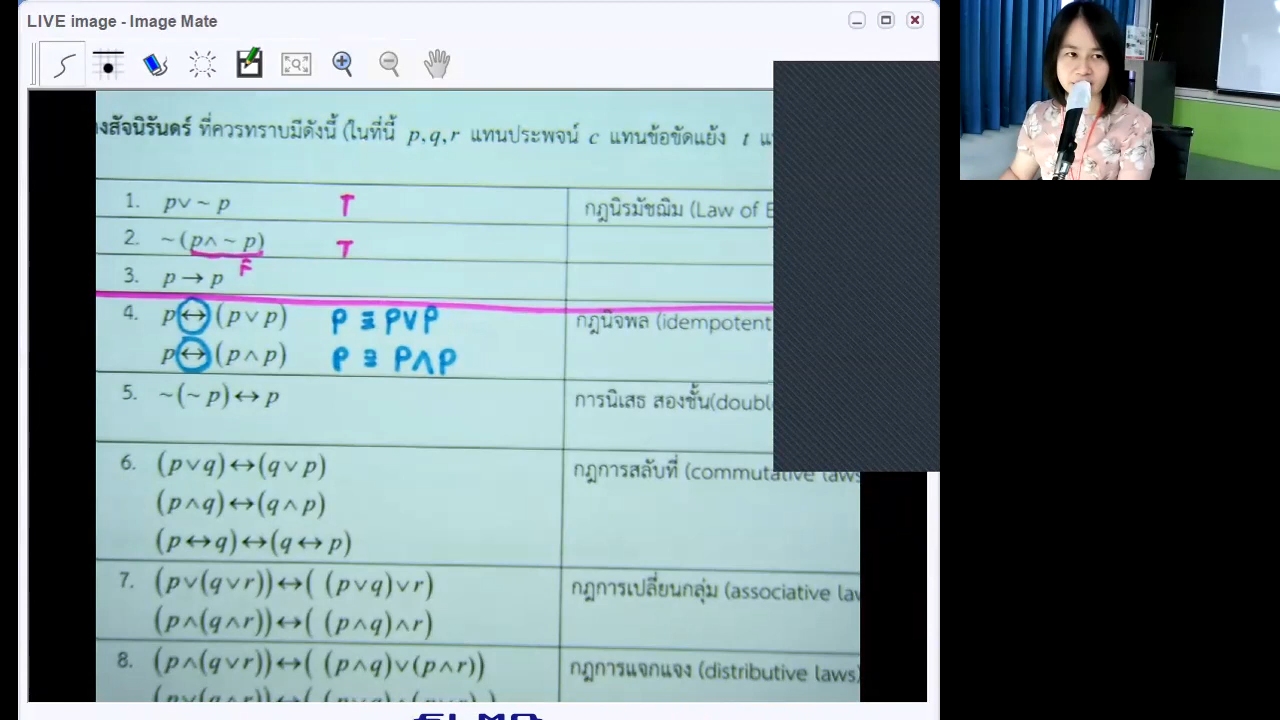 LIVE image - Image Mate
งสัจนิรันดร์ ที่ควรทราบมีดังนี้ (ในที่นี้ p,q,r แทนประพจน์ c แทนข้อขัดแย้ง t แ
1. p∨~p T กฎนิรมัชฌิม (Law of E
2. ~(p∧~p) T
F
3. p→p
4. p↔(p∨p) P ≡ P∨P กฎนิจพล (idempotent
p↔(p∧p) P ≡ P∧P
5. ~(~p)↔p การนิเสธ สองชั้น(doubl
6. (p∨q)↔(q∨p) กฎการสลับที่ (commutative laws
(p∧q)↔(q∧p)
(p↔q)↔(q↔p)
7. (p∨(q∨r))↔( (p∨q)∨r) กฎการเปลี่ยนกลุ่ม (associative law
(p∧(q∧r))↔( (p∧q)∧r)
8. (p∧(q∨r))↔( (p∧q)∨(p∧r)) กฎการแจกแจง (distributive laws)
ELMO